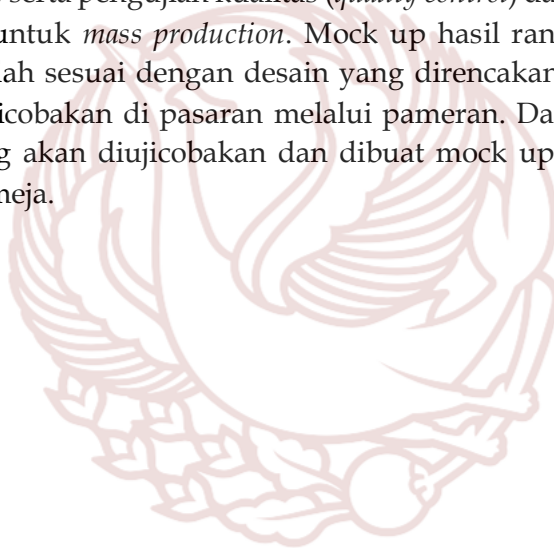 serta pengujian kualitas (quality control) da
untuk mass production. Mock up hasil ran
ah sesuai dengan desain yang direncakan
icobakan di pasaran melalui pameran. Da
g akan diujicobakan dan dibuat mock up
neja.